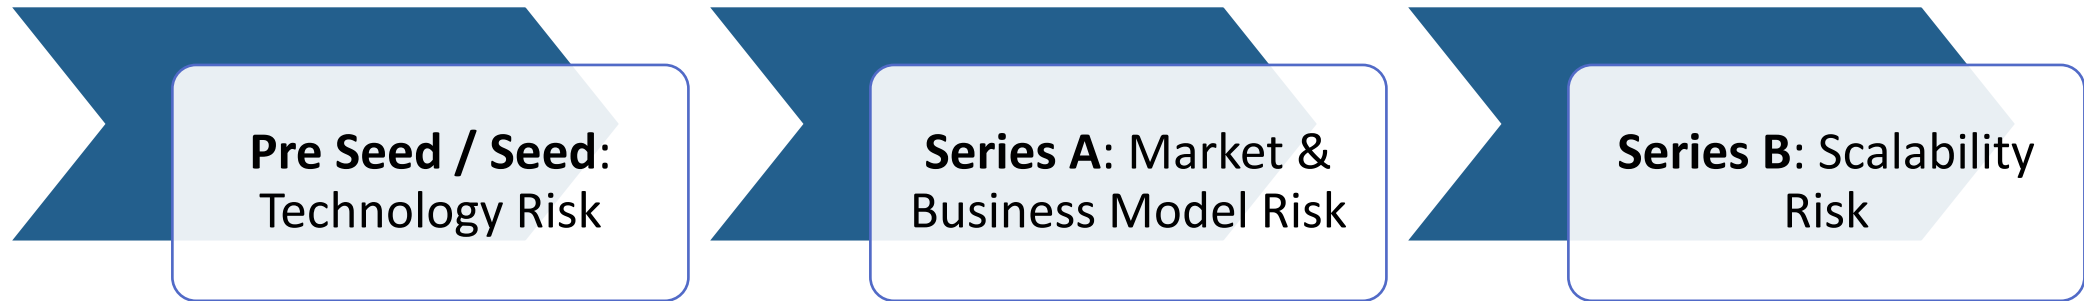 Pre Seed / Seed:
Technology Risk
Series A: Market &
Business Model Risk
Series B: Scalability
Risk